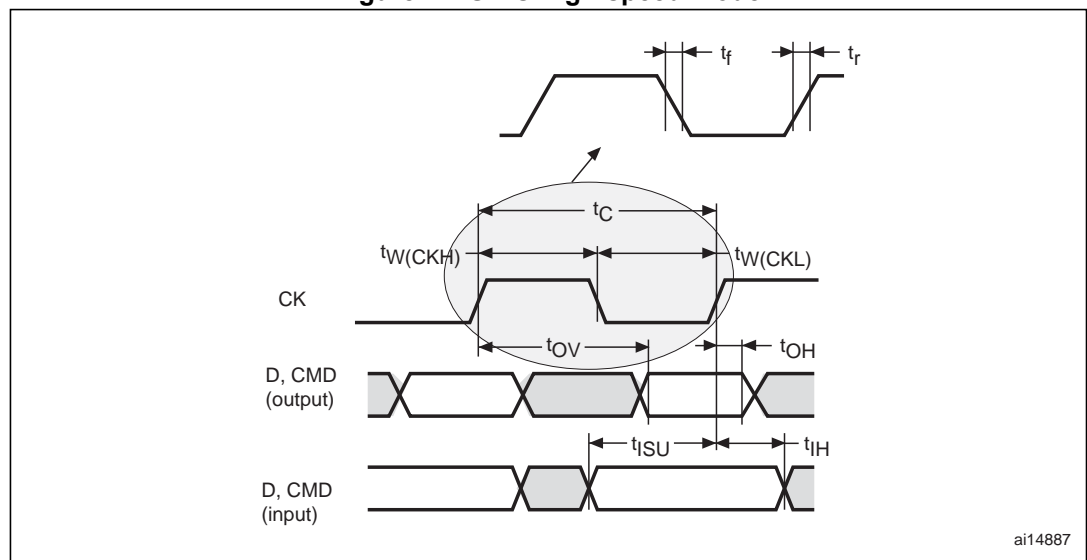 tf
tr
tC
tW(CKH)
tW(CKL)
CK
tOV
tOH
D, CMD
(output)
tISU
tIH
D, CMD
(input)
ai14887